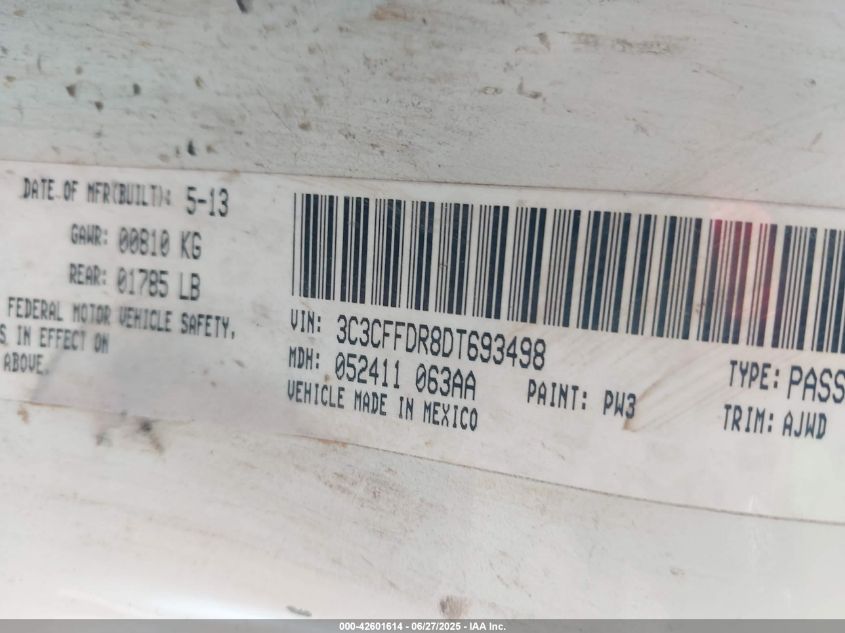 DATE OF MFR(BUILT): 5-13
GAWR: 00810 KG
REAR: 01785 LB
FEDERAL MOTOR VEHICLE SAFETY,
S IN EFFECT ON
ABOVE.
VIN: 3C3CFFDR8DT693498
MDH: 052411 063AA
PAINT: PW3
VEHICLE MADE IN MEXICO
TYPE: PASS
TRIM: AJWD
000-42601614 - 06/27/2025 - IAA Inc.